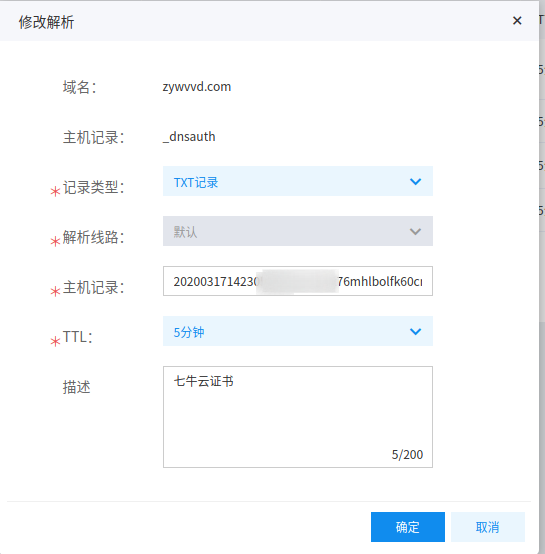 修改解析
域名： zywvvd.com
主机记录： _dnsauth
*记录类型： TXT记录
*解析线路： 默认
*主机记录： 2020031714230 76mhlbolfk60c
*TTL： 5分钟
描述 七牛云证书
5/200
确定 取消